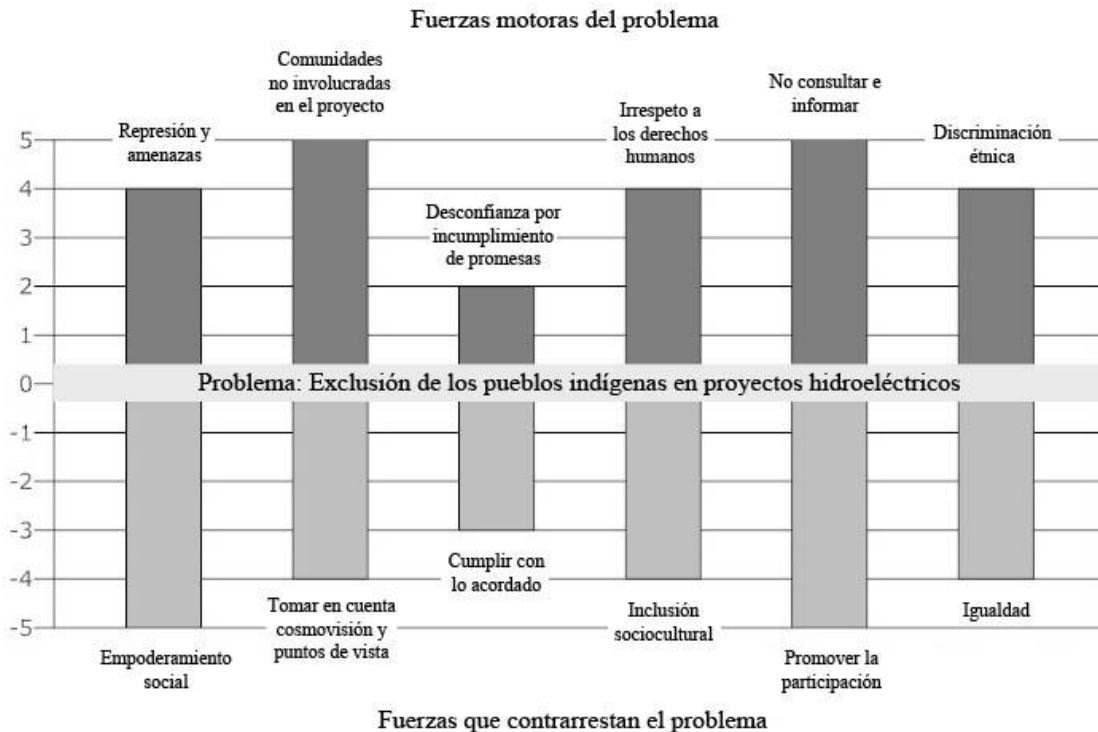 Fuerzas motoras del problema
Comunidades
no involucradas
en el proyecto
No consultar e
informar
Represión y
amenazas
Irrespeto a
los derechos
humanos
Discriminación
étnica
Desconfianza por
incumplimiento
de promesas
5
4
3
2
1
0
Problema: Exclusión de los pueblos indígenas en proyectos hidroeléctricos
-1
-2
-3
-4
-5
Cumplir con
lo acordado
Tomar en cuenta
cosmovisión y
puntos de vista
Inclusión
sociocultural
Igualdad
Empoderamiento
social
Promover la
participación
Fuerzas que contrarrestan el problema